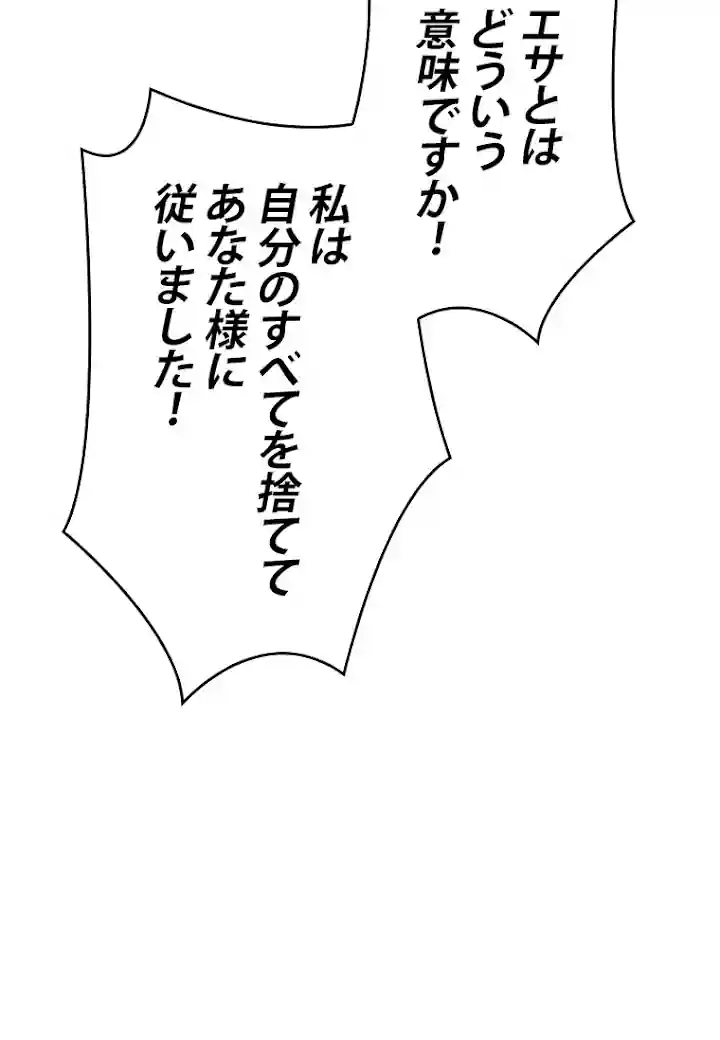 エサとは
どういう
意味ですか！
私は
自分のすべてを捨てて
あなた様に
従いました！